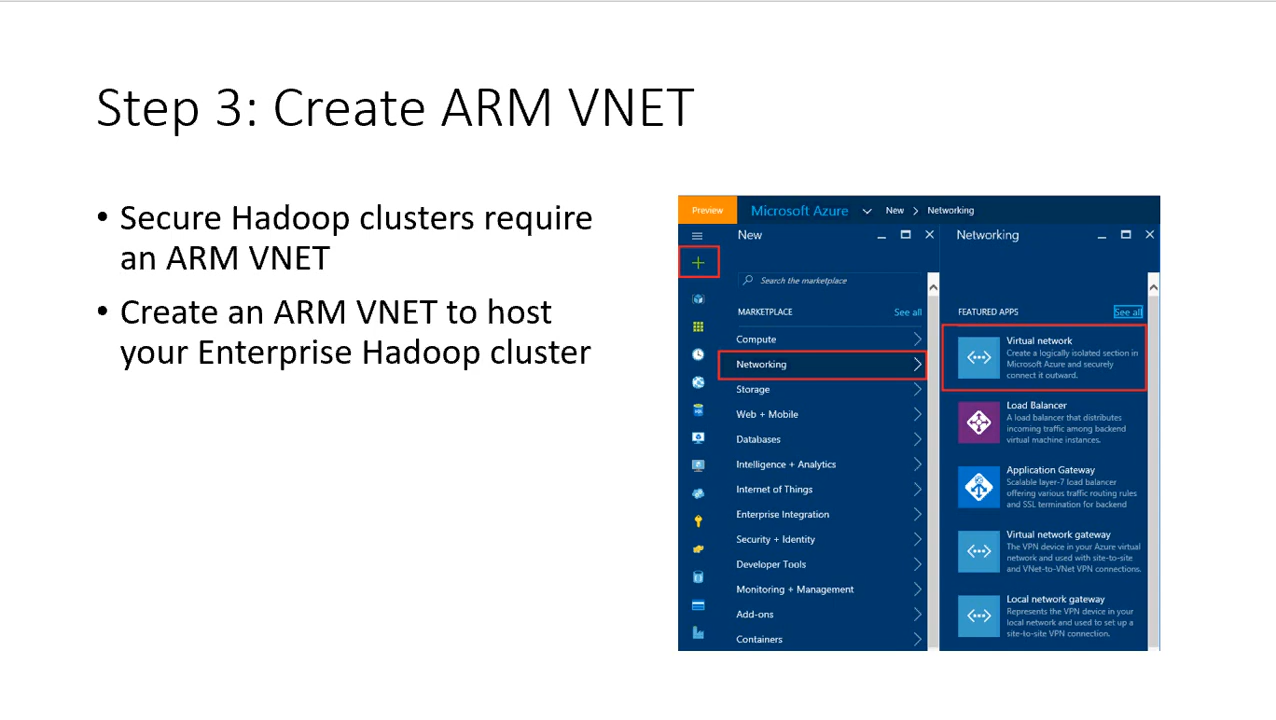 Step 3: Create ARM VNET
• Secure Hadoop clusters require
an ARM VNET
• Create an ARM VNET to host
your Enterprise Hadoop cluster
Preview
Microsoft Azure
New > Networking
New
Search the marketplace
MARKETPLACE
See all
Compute
Networking
Storage
Web + Mobile
Databases
Intelligence + Analytics
Internet of Things
Enterprise Integration
Security + Identity
Developer Tools
Monitoring + Management
Add-ons
Containers
Networking
FEATURED APPS
See all
Virtual network
Create a logically isolated section in
Microsoft Azure and securely
connect it outward.
Load Balancer
A load balancer that distributes
incoming traffic among backend
virtual machine instances.
Application Gateway
Scalable layer-7 load balancer
offering various traffic routing rules
and SSL termination for backend
Virtual network gateway
The VPN device in your Azure virtual
network and used with site-to-site
and VNet-to-VNet VPN connections.
Local network gateway
Represents the VPN device in your
local network and used to set up a
site-to-site VPN connection.